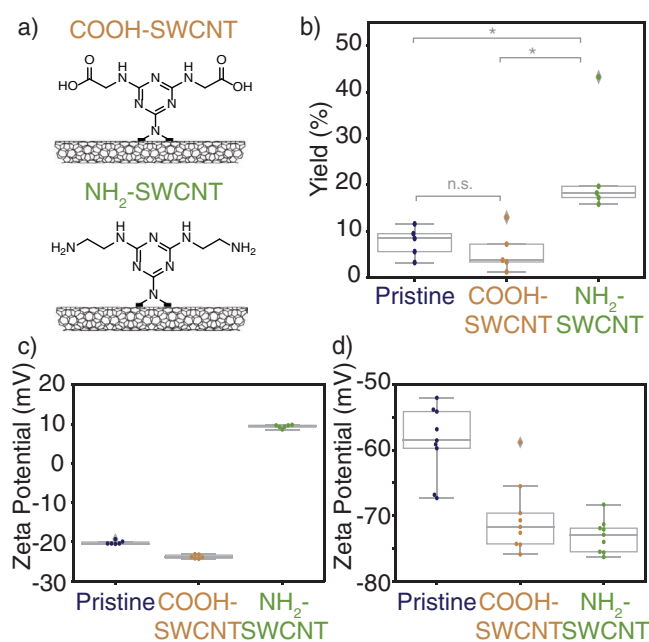 a)
COOH-SWCNT
O
HO
H
N
N
N
N
H
N
O
OH
N
NH₂-SWCNT
H₂N
H
N
N
N
N
H
N
NH₂
N
b)
Yield (%)
50
40
30
20
10
0
*
*
n.s.
Pristine
COOH-
SWCNT
NH₂-
SWCNT
c)
Zeta Potential (mV)
20
10
0
-10
-20
-30
Pristine
COOH-
SWCNT
NH₂-
SWCNT
d)
Zeta Potential (mV)
-50
-60
-70
-80
Pristine
COOH-
SWCNT
NH₂-
SWCNT